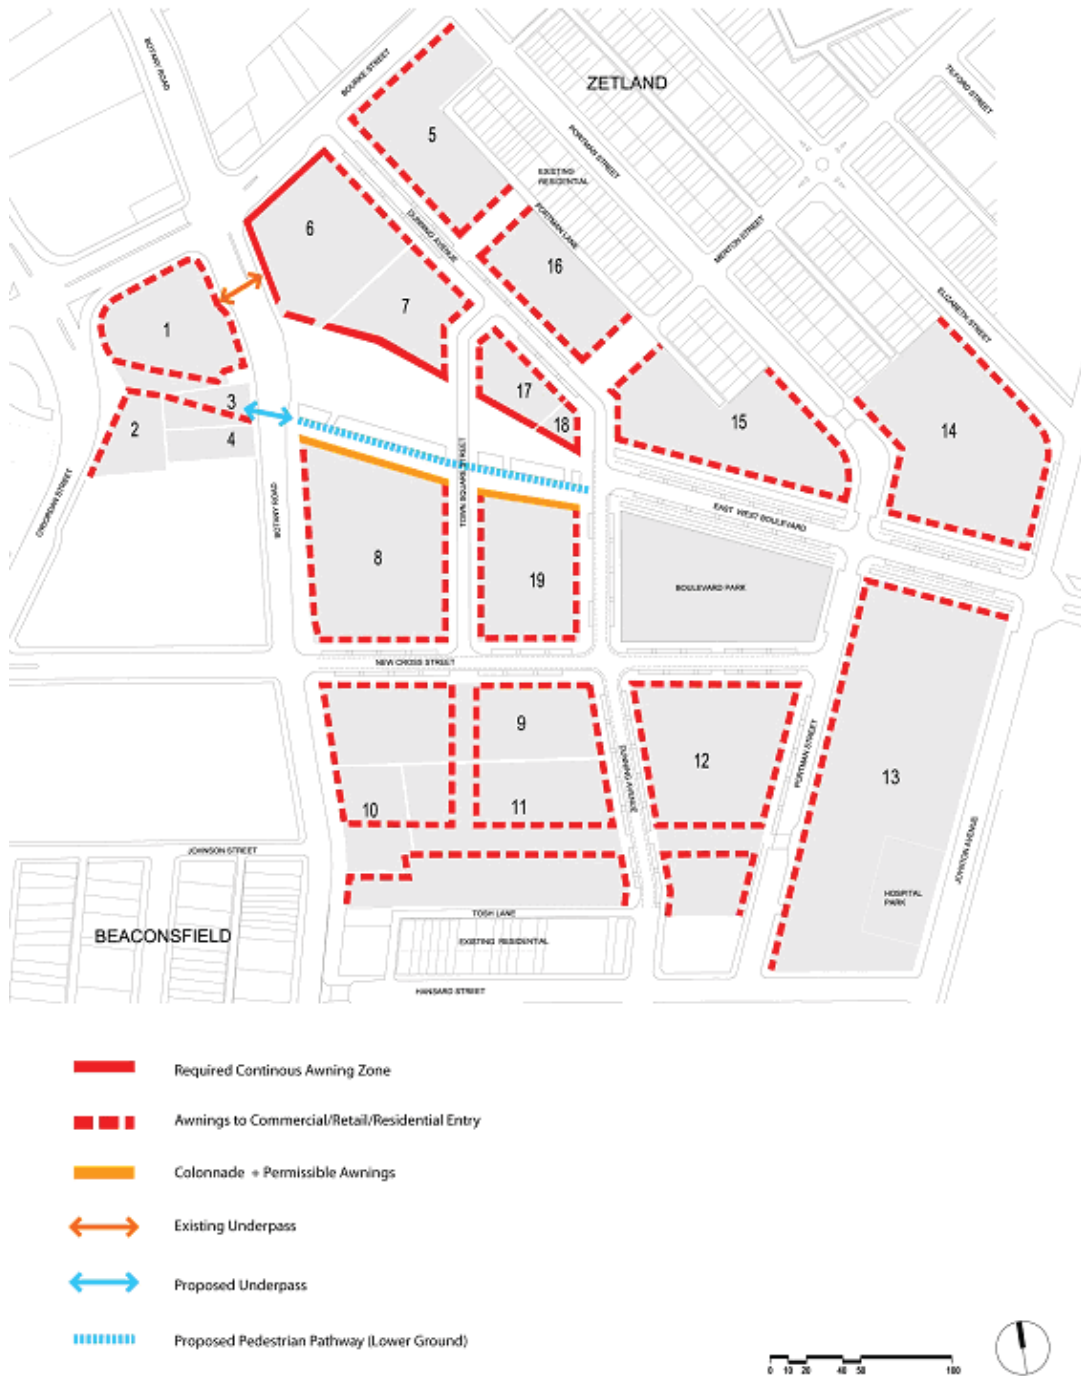 BOTANY ROAD
BOURKE STREET
ZETLAND
TEFORD STREET
5
PORTMAN STREET
EXISTING
RESIDENTIAL
PORTMAN LANE
DUNNING AVENUE
MENTON STREET
6
16
ELIZABETH STREET
7
1
17
18
3
2
4
15
14
O'RIORDAN STREET
BOTANY ROAD
TOWN SQUARE STREET
EAST WEST BOULEVARD
8
19
BOULEVARD PARK
NEW CROSS STREET
9
DUNNING AVENUE
12
PORTMAN STREET
13
10
11
JOHNSON STREET
JOYNTON AVENUE
HOSPITAL
PARK
TOSH LANE
BEACONSFIELD
EXISTING RESIDENTIAL
HANSARD STREET
Required Continous Awning Zone
Awnings to Commercial/Retail/Residential Entry
Colonnade + Permissible Awnings
Existing Underpass
Proposed Underpass
Proposed Pedestrian Pathway (Lower Ground)
0 10 20 40 50 100